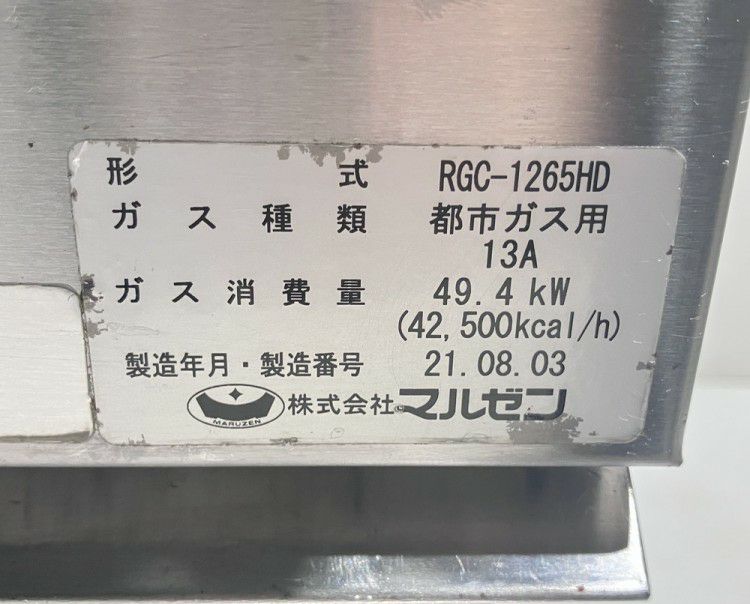 形式 RGC-1265HD
ガス種類 都市ガス用
13A
ガス消費量 49.4 kW
(42,500kcal/h)
製造年月・製造番号 21.08.03
MARUZEN 株式会社 マルゼン